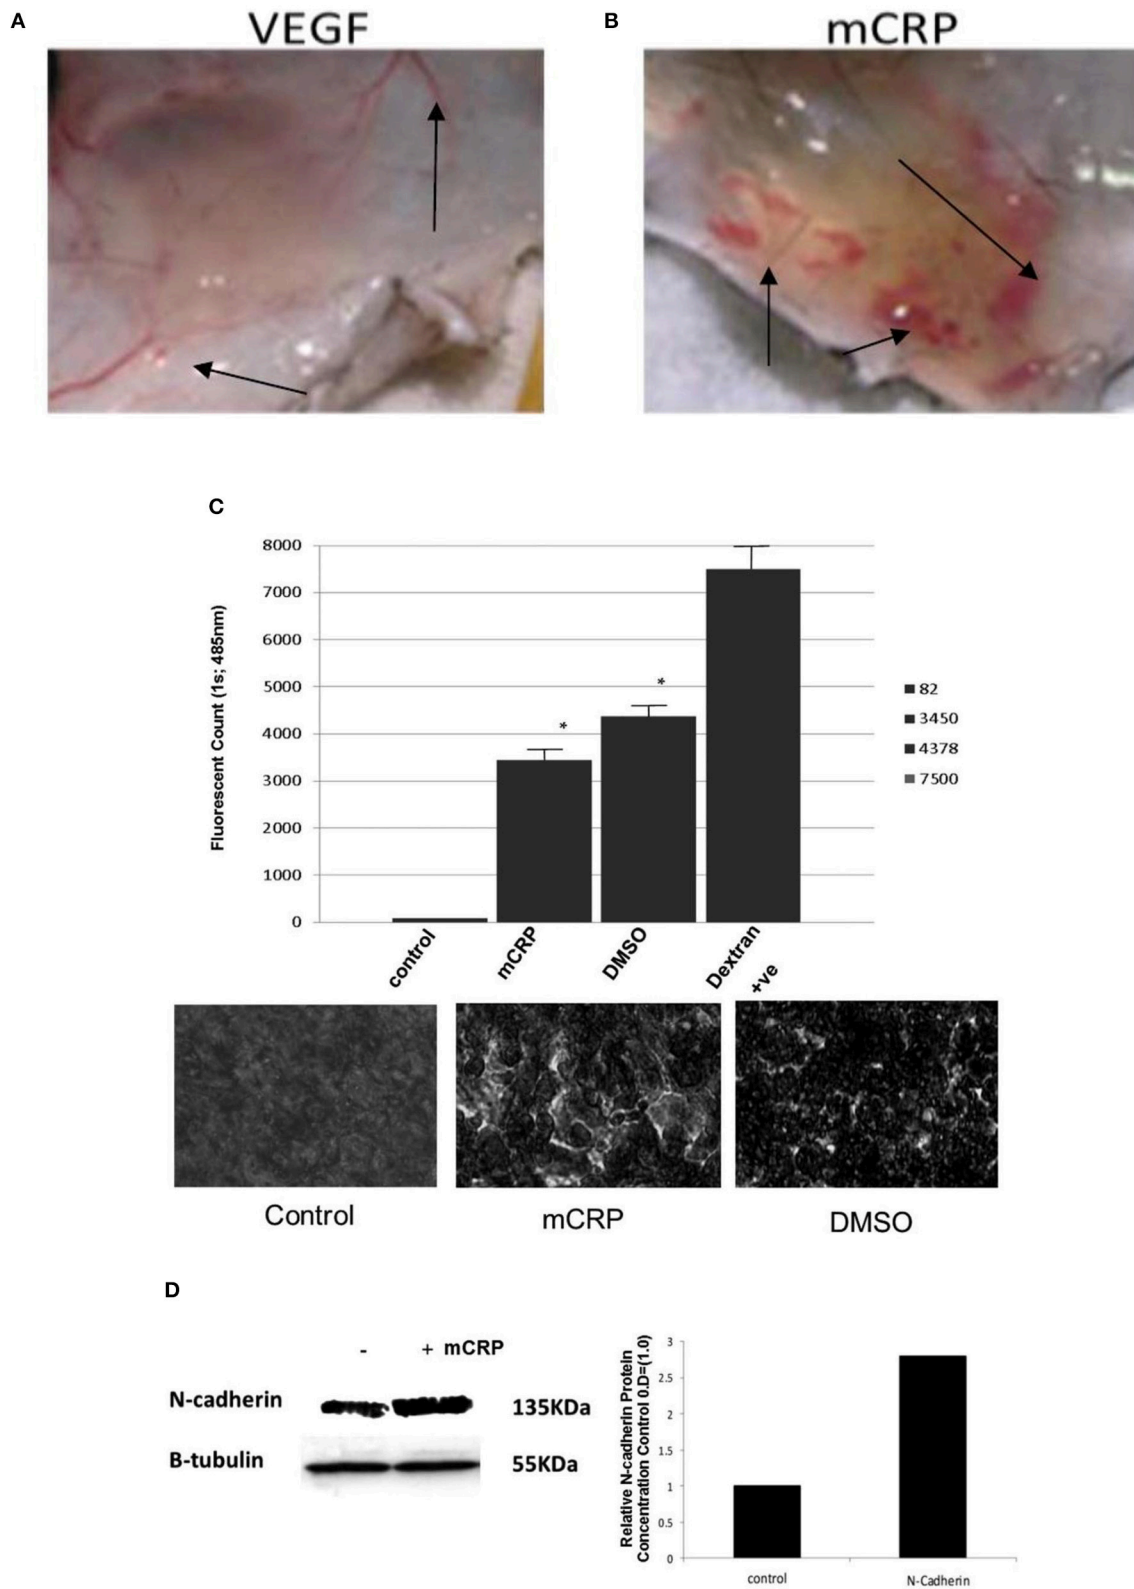 A
VEGF
B
mCRP
C
8000
7000
6000
5000
4000
3000
2000
1000
0
Fluorescent Count (1s; 485nm)
*
*
82
3450
4378
7500
control
mCRP
DMSO
Dextran
+ve
Control
mCRP
DMSO
D
- + mCRP
N-cadherin 135KDa
B-tubulin 55KDa
Relative N-cadherin Protein
Concentration Control 0.D=(1.0)
3
2.5
2
1.5
1
0.5
0
control
N-Cadherin